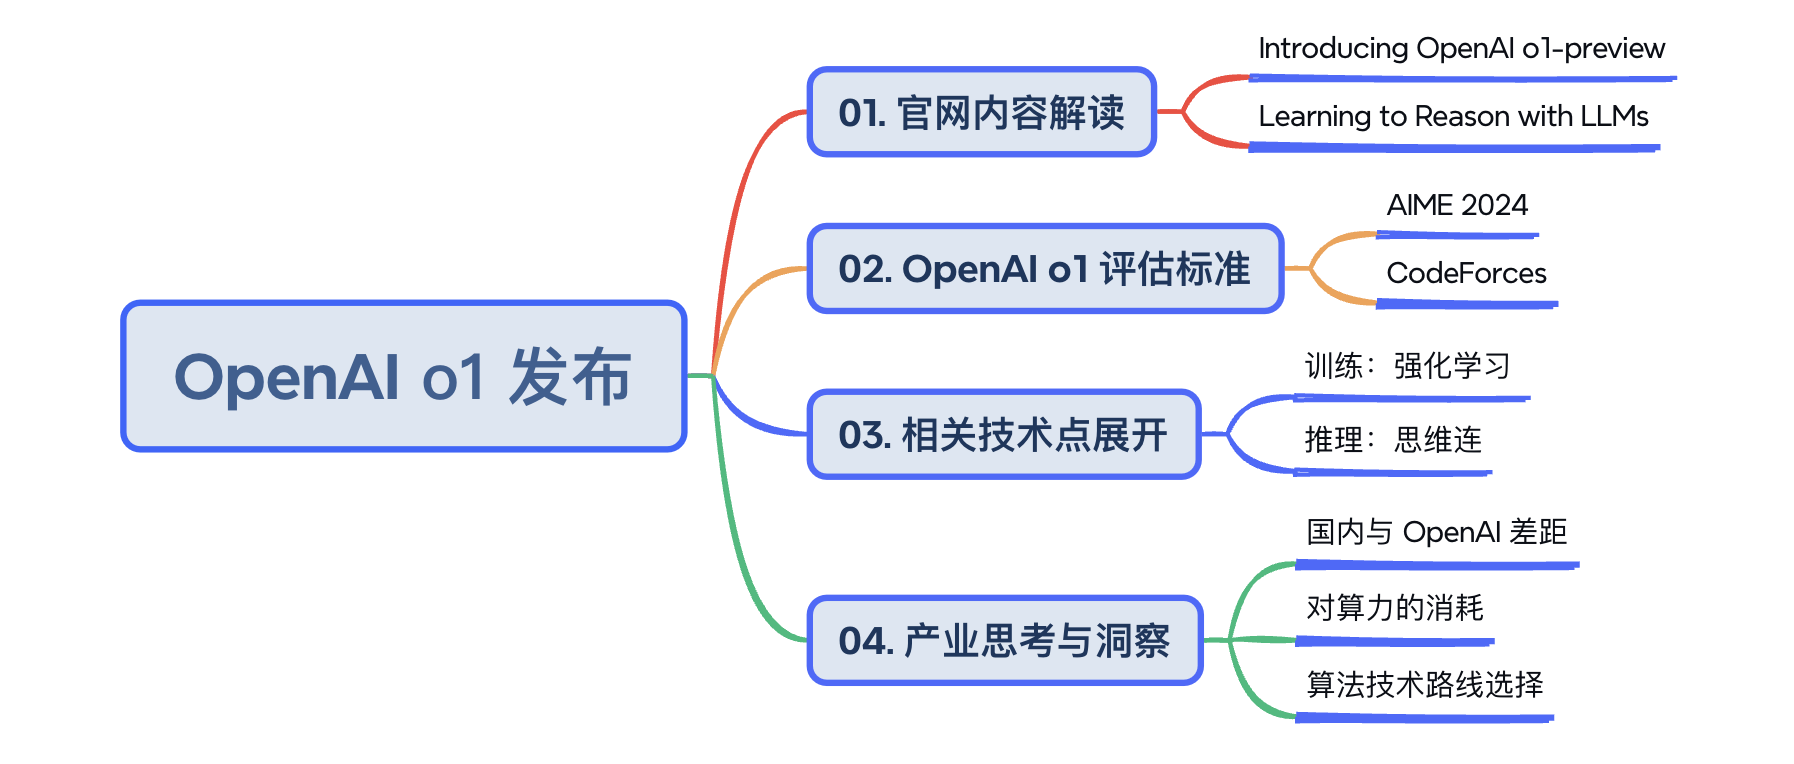 OpenAI o1 发布
01. 官网内容解读
Introducing OpenAI o1-preview
Learning to Reason with LLMs
02. OpenAI o1 评估标准
AIME 2024
CodeForces
03. 相关技术点展开
训练：强化学习
推理：思维连
04. 产业思考与洞察
国内与 OpenAI 差距
对算力的消耗
算法技术路线选择